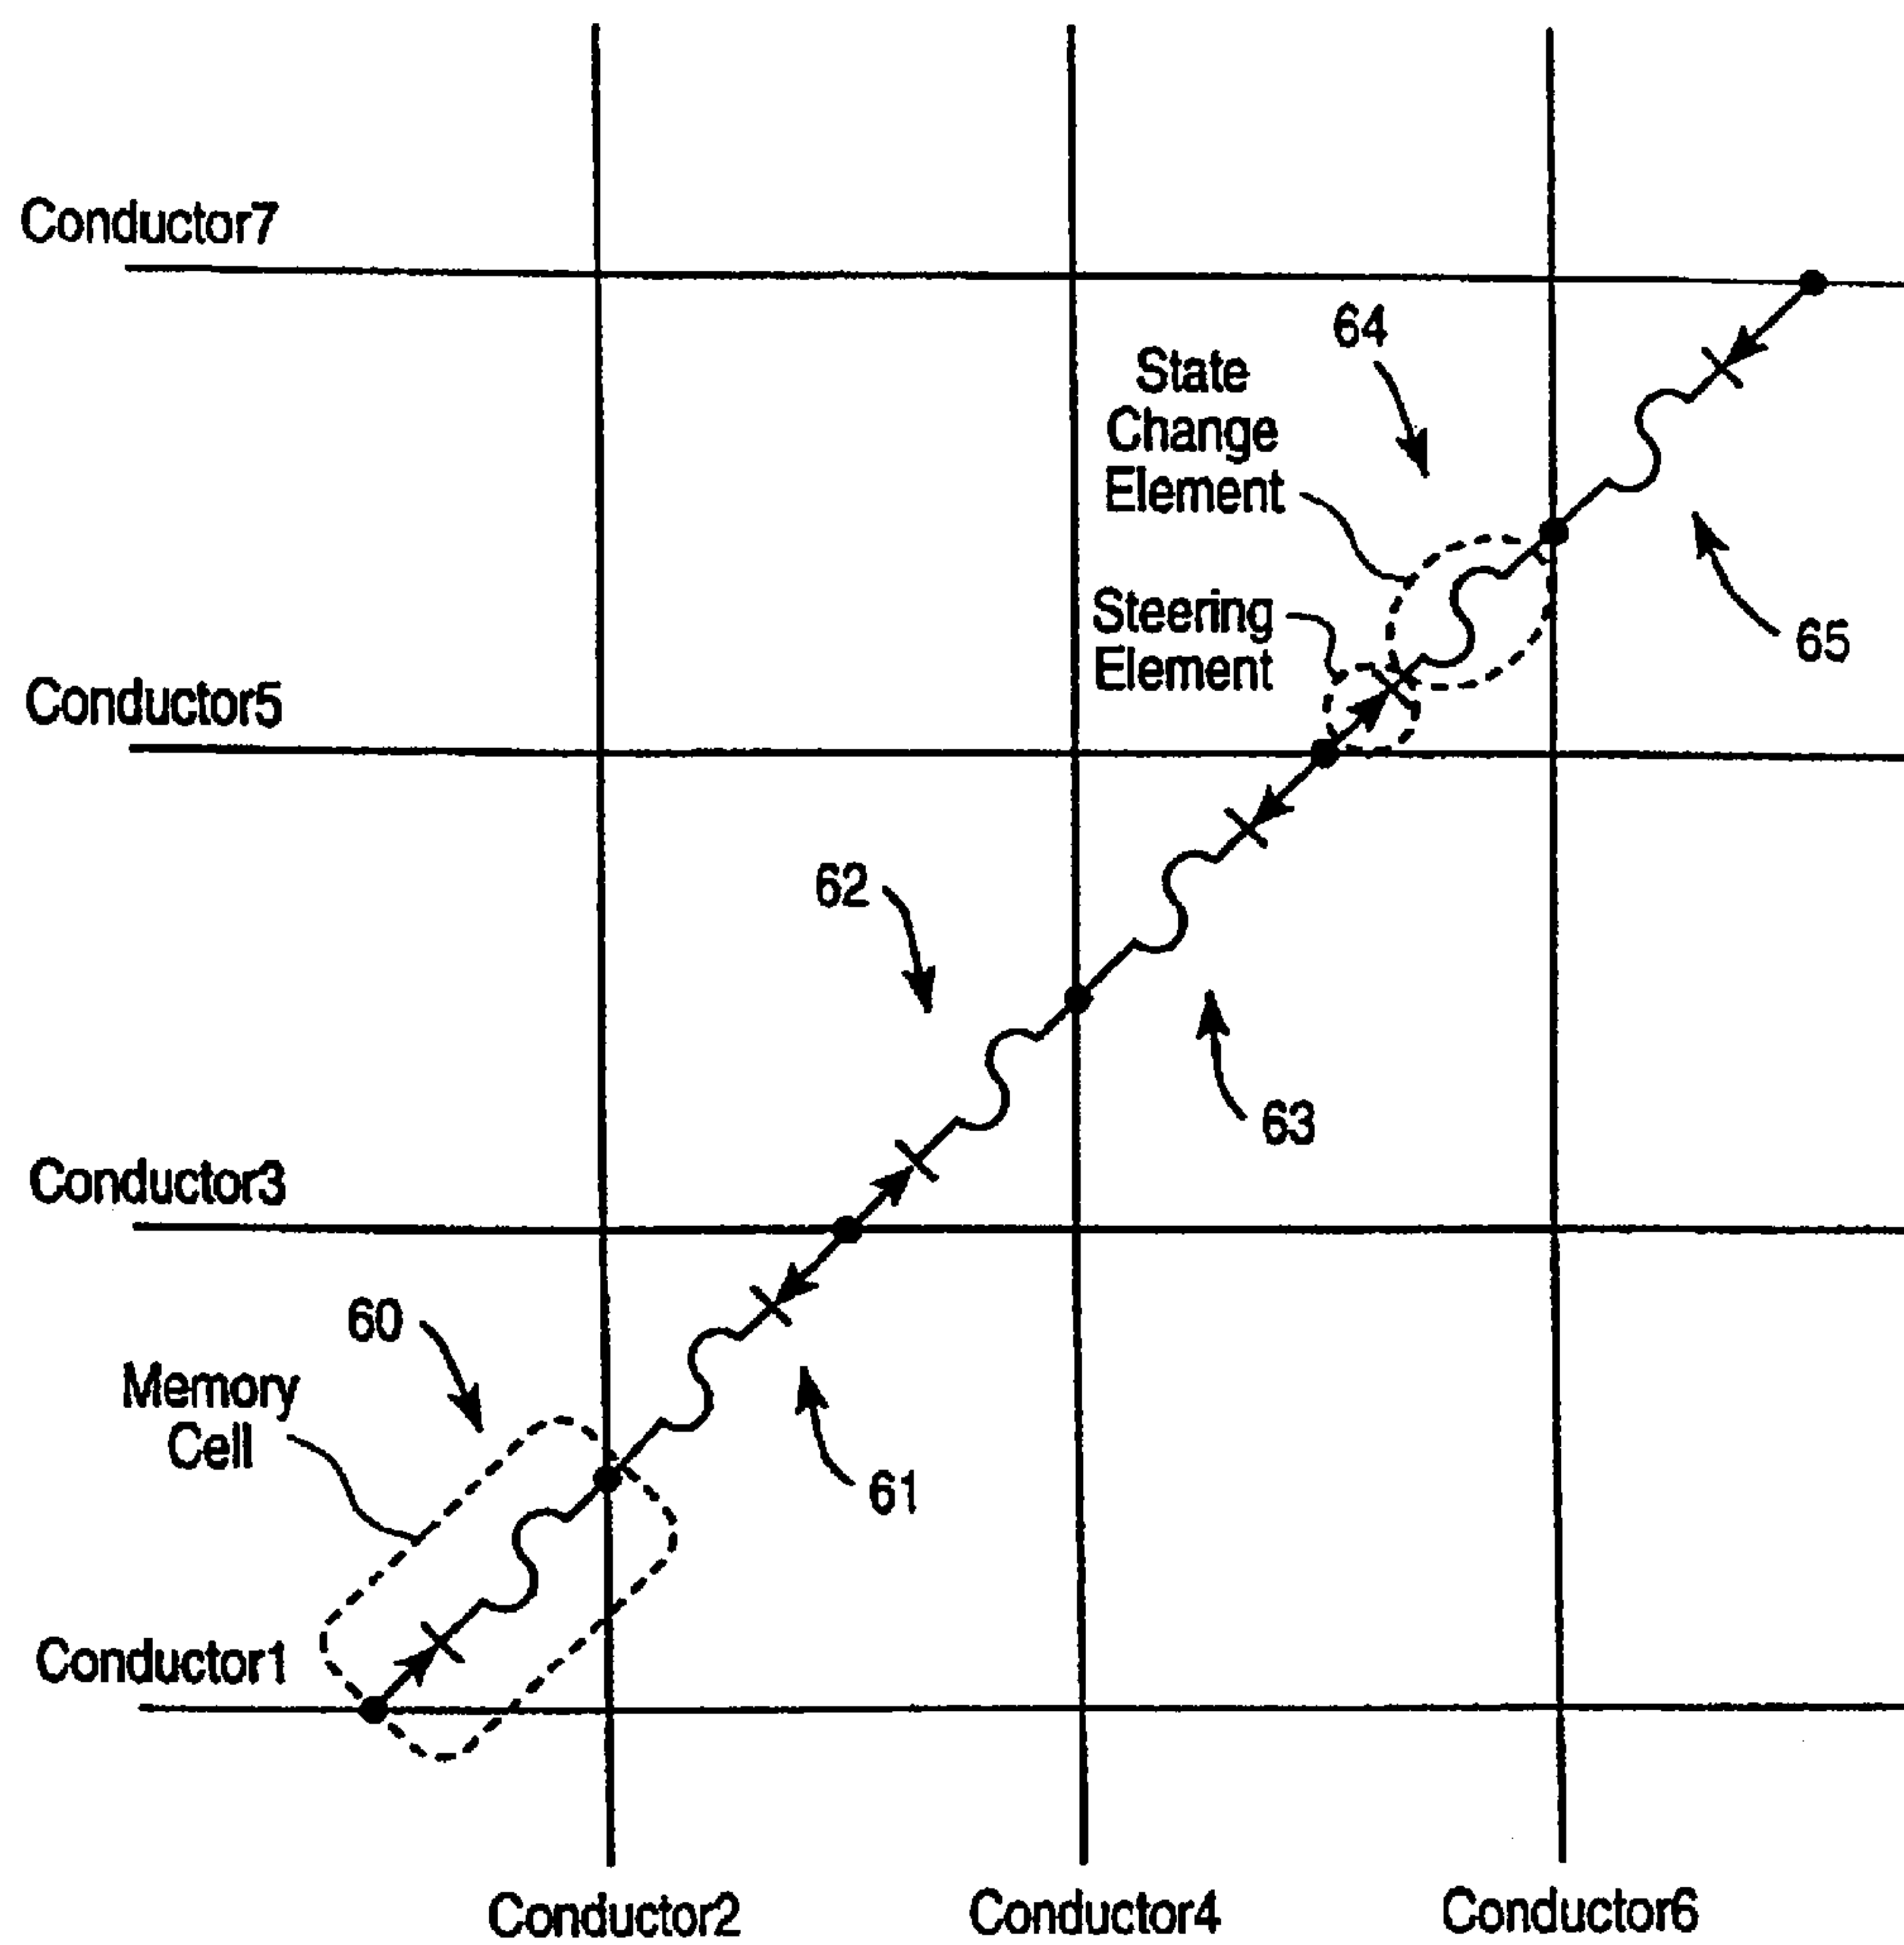 Conductor7
64
State
Change
Element
Steering
Element
65
Conductor5
62
63
Conductor3
60
Memory
Cell
61
Conductor1
Conductor2
Conductor4
Conductor6